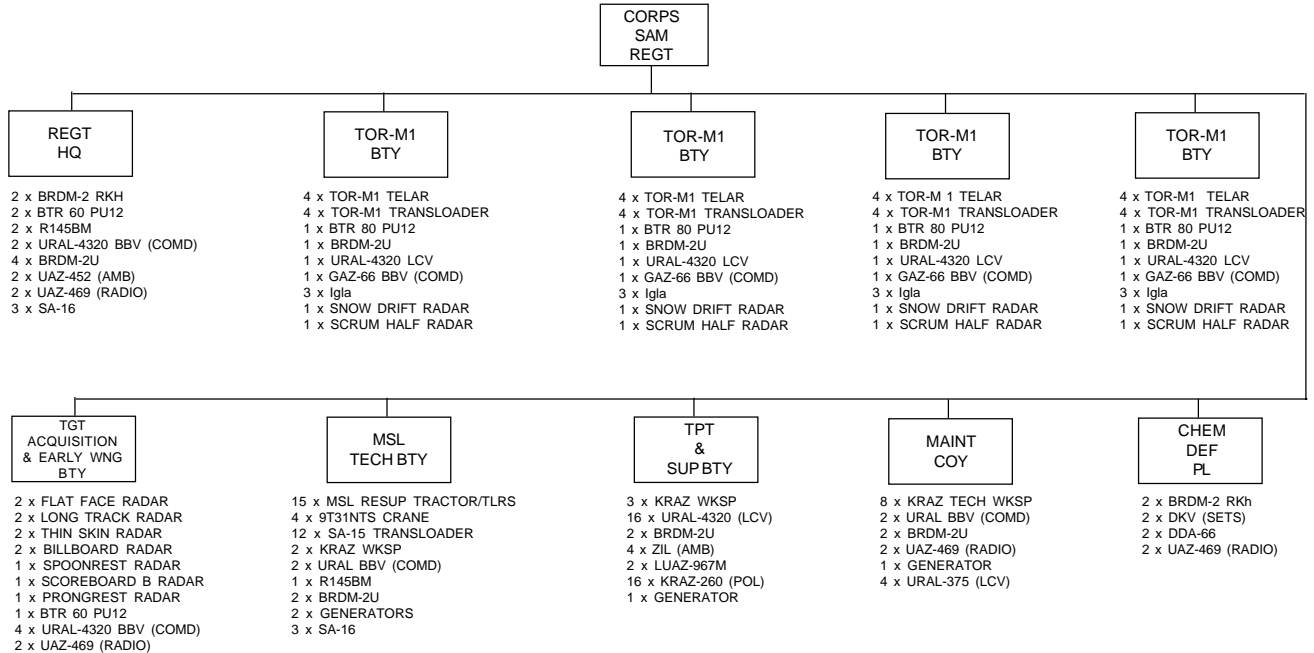 CORPS
SAM
REGT
REGT
HQ
2 x BRDM-2 RKH
2 x BTR 60 PU12
2 x R145BM
2 x URAL-4320 BBV (COMD)
4 x BRDM-2U
2 x UAZ-452 (AMB)
2 x UAZ-469 (RADIO)
3 x SA-16
TOR-M1
BTY
4 x TOR-M1 TELAR
4 x TOR-M1 TRANSLOADER
1 x BTR 80 PU12
1 x BRDM-2U
1 x URAL-4320 LCV
1 x GAZ-66 BBV (COMD)
3 x Igla
1 x SNOW DRIFT RADAR
1 x SCRUM HALF RADAR
TOR-M1
BTY
4 x TOR-M1 TELAR
4 x TOR-M1 TRANSLOADER
1 x BTR 80 PU12
1 x BRDM-2U
1 x URAL-4320 LCV
1 x GAZ-66 BBV (COMD)
3 x Igla
1 x SNOW DRIFT RADAR
1 x SCRUM HALF RADAR
TOR-M1
BTY
4 x TOR-M 1 TELAR
4 x TOR-M1 TRANSLOADER
1 x BTR 80 PU12
1 x BRDM-2U
1 x URAL-4320 LCV
1 x GAZ-66 BBV (COMD)
3 x Igla
1 x SNOW DRIFT RADAR
1 x SCRUM HALF RADAR
TOR-M1
BTY
4 x TOR-M1 TELAR
4 x TOR-M1 TRANSLOADER
1 x BTR 80 PU12
1 x BRDM-2U
1 x URAL-4320 LCV
1 x GAZ-66 BBV (COMD)
3 x Igla
1 x SNOW DRIFT RADAR
1 x SCRUM HALF RADAR
TGT
ACQUISITION
& EARLY WNG
BTY
2 x FLAT FACE RADAR
2 x LONG TRACK RADAR
2 x THIN SKIN RADAR
2 x BILLBOARD RADAR
1 x SPOONREST RADAR
1 x SCOREBOARD B RADAR
1 x PRONGREST RADAR
1 x BTR 60 PU12
4 x URAL-4320 BBV (COMD)
2 x UAZ-469 (RADIO)
MSL
TECH BTY
15 x MSL RESUP TRACTOR/TLRS
4 x 9T31NTS CRANE
12 x SA-15 TRANSLOADER
2 x KRAZ WKSP
2 x URAL BBV (COMD)
1 x R145BM
2 x BRDM-2U
2 x GENERATORS
3 x SA-16
TPT
&
SUP BTY
3 x KRAZ WKSP
16 x URAL-4320 (LCV)
2 x BRDM-2U
4 x ZIL (AMB)
2 x LUAZ-967M
16 x KRAZ-260 (POL)
1 x GENERATOR
MAINT
COY
8 x KRAZ TECH WKSP
2 x URAL BBV (COMD)
2 x BRDM-2U
2 x UAZ-469 (RADIO)
1 x GENERATOR
4 x URAL-375 (LCV)
CHEM
DEF
PL
2 x BRDM-2 RKh
2 x DKV (SETS)
2 x DDA-66
2 x UAZ-469 (RADIO)